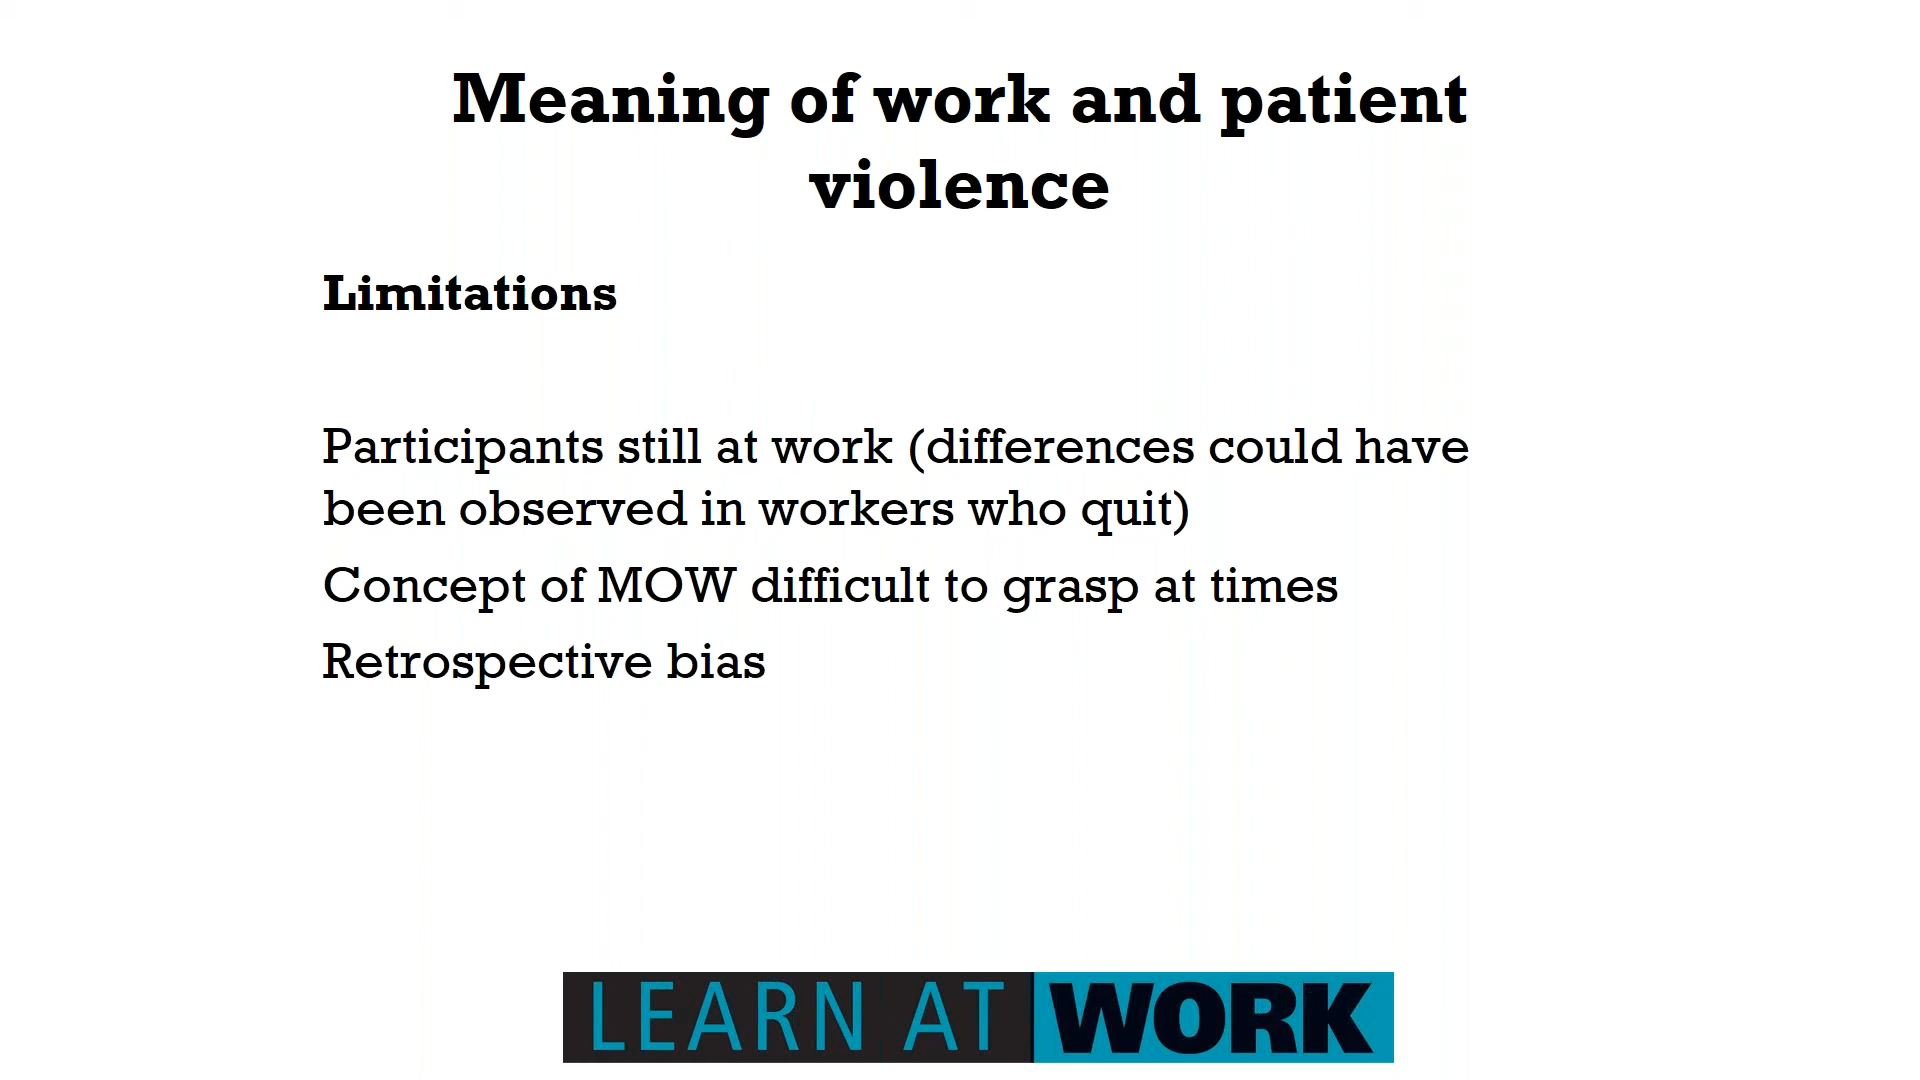 Meaning of work and patient
violence
Limitations
Participants still at work (differences could have
been observed in workers who quit)
Concept of MOW difficult to grasp at times
Retrospective bias
LEARN AT WORK